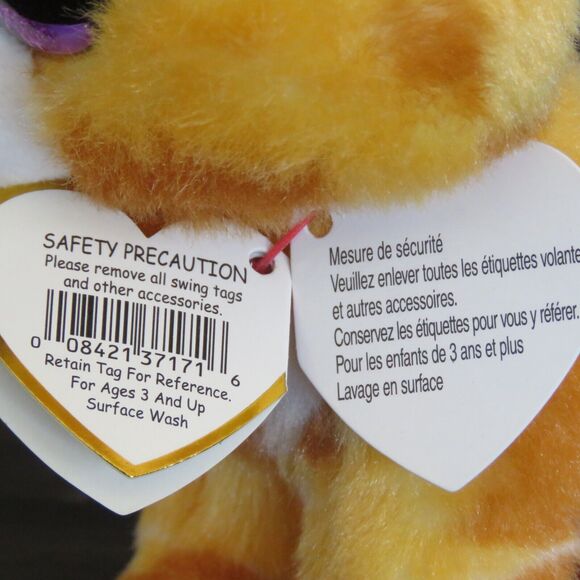 SAFETY PRECAUTION
Please remove all swing tags
and other accessories.
0 08421 37171 6
Retain Tag For Reference.
For Ages 3 And Up
Surface Wash
Mesure de sécurité
Veuillez enlever toutes les étiquettes volante
et autres accessoires.
Conservez les étiquettes pour vous y référer.
Pour les enfants de 3 ans et plus
Lavage en surface